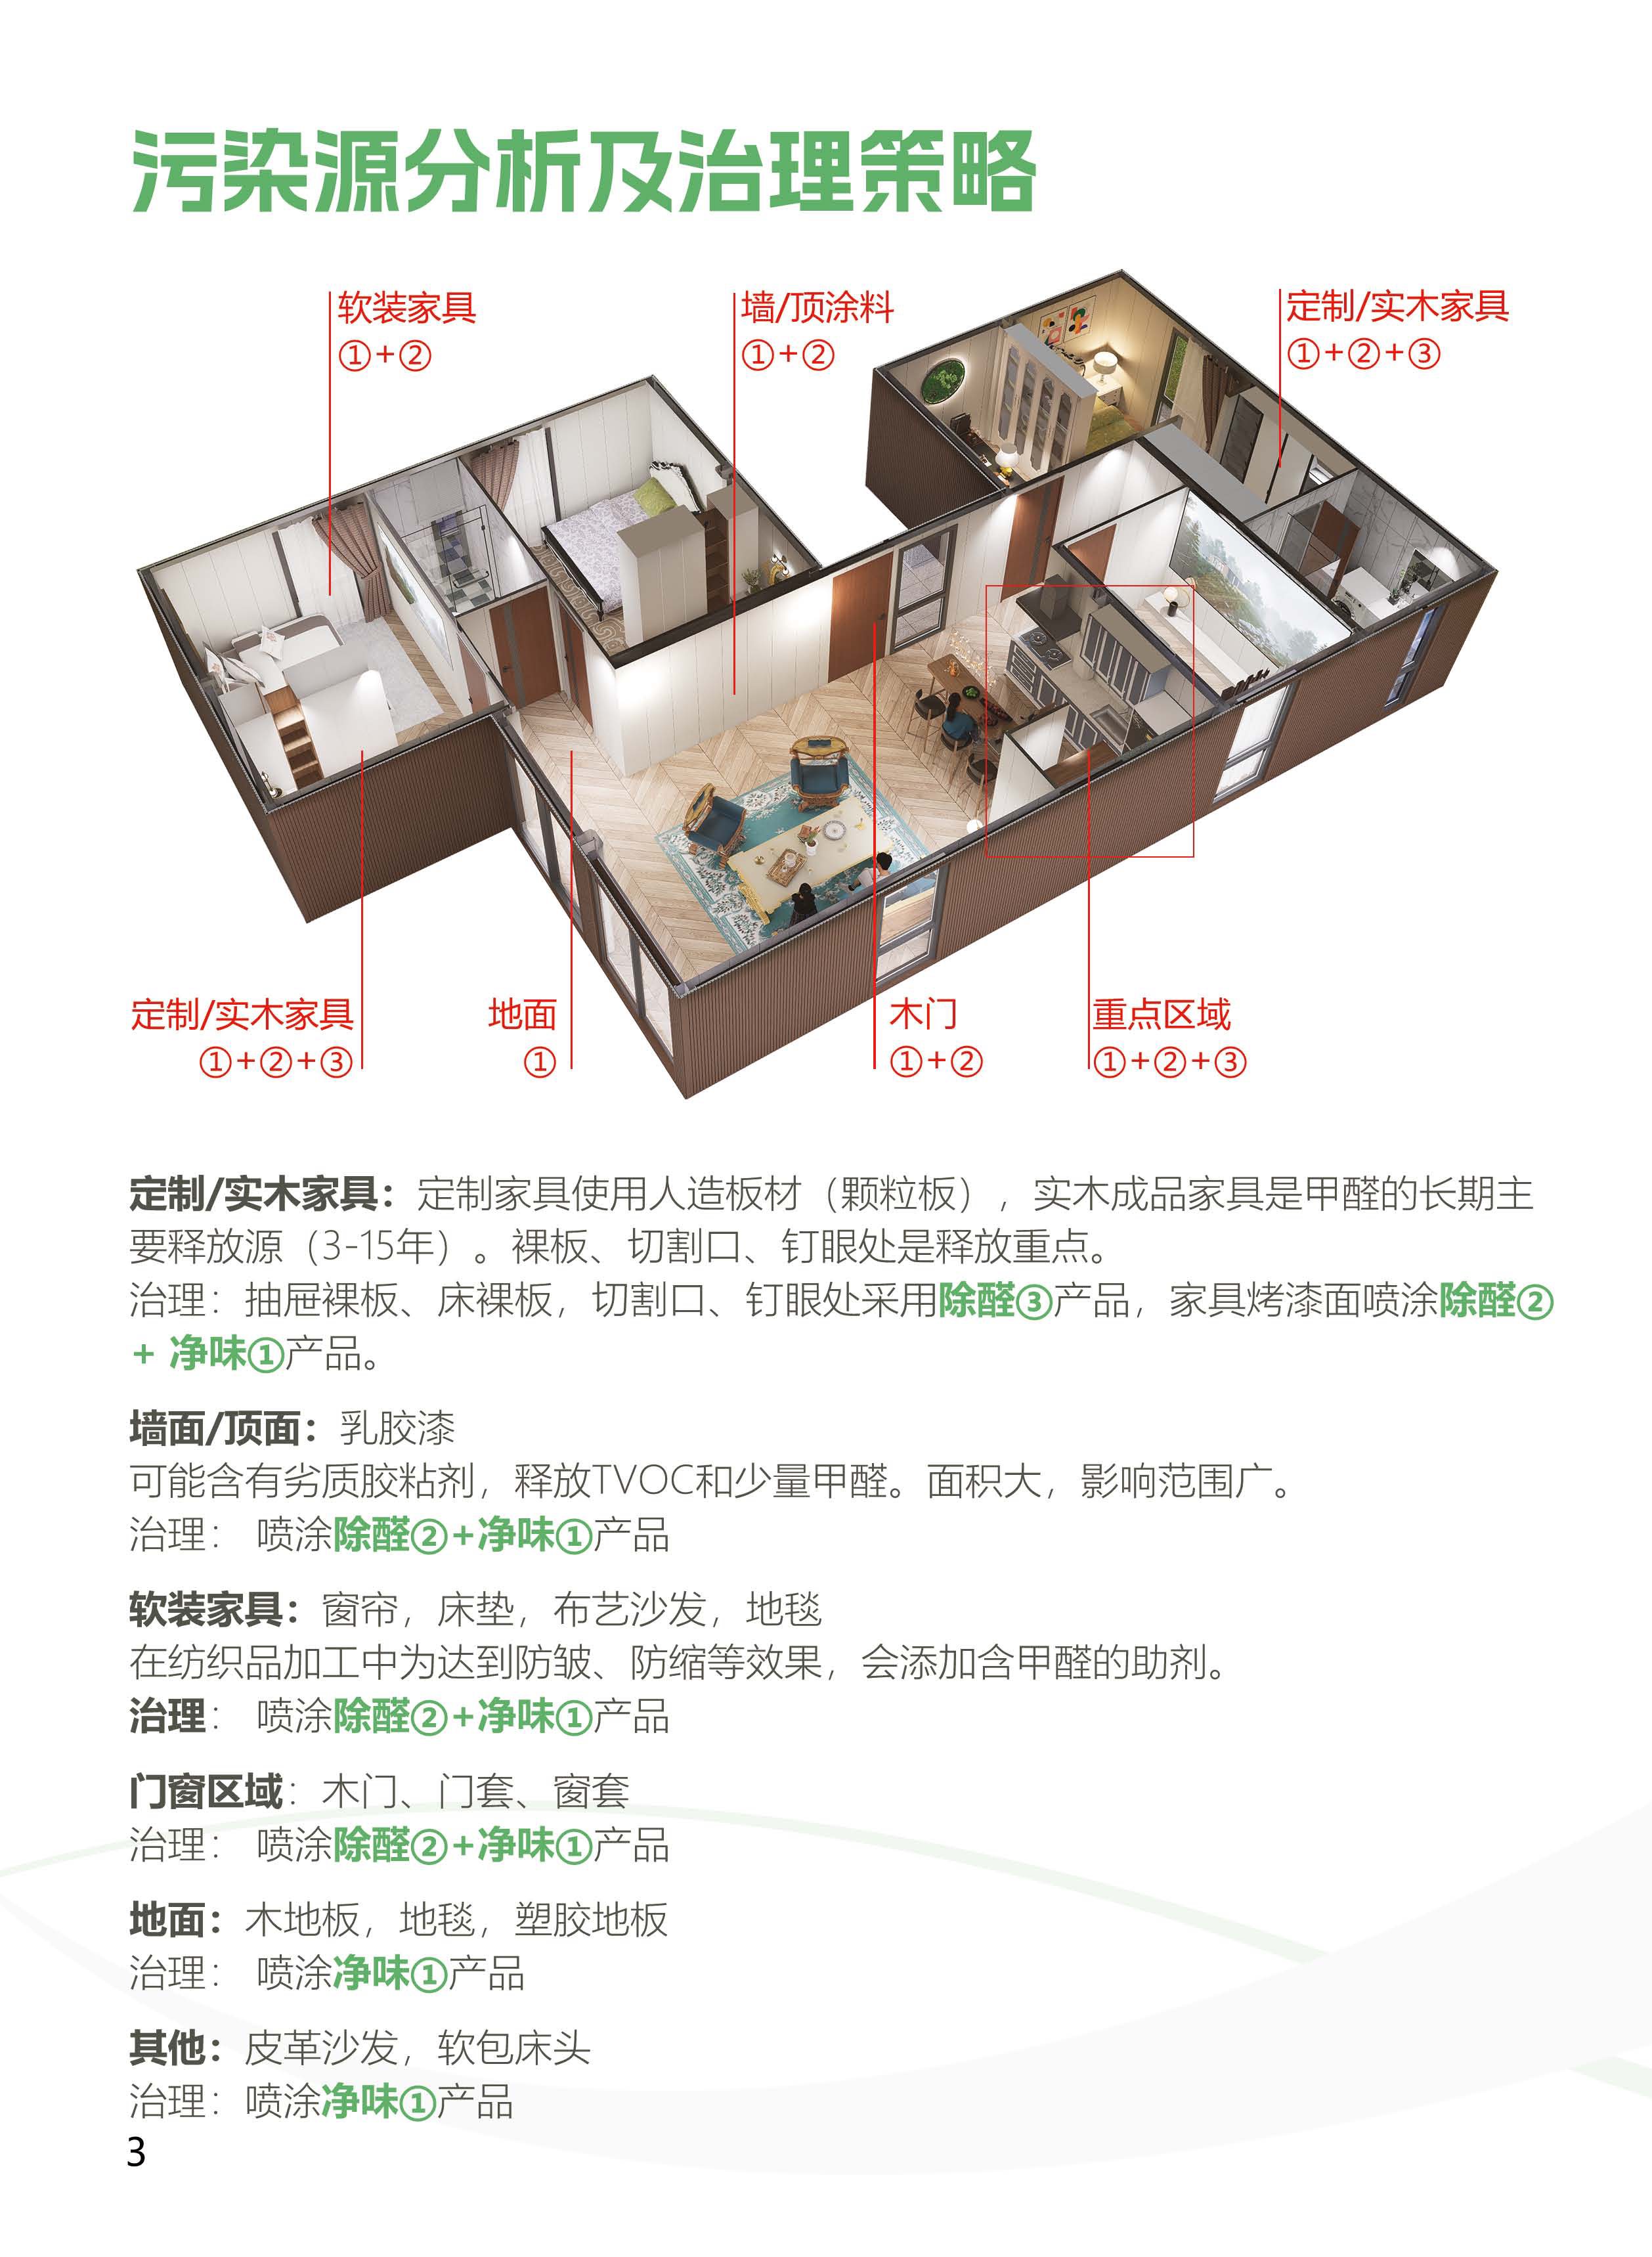 污染源分析及治理策略
软装家具
①+②
墙/顶涂料
①+②
定制/实木家具
①+②+③
定制/实木家具
①+②+③
地面
①
木门
①+②
重点区域
①+②+③
定制/实木家具：定制家具使用人造板材（颗粒板），实木成品家具是甲醛的长期主
要释放源（3-15年）。裸板、切割口、钉眼处是释放重点。
治理：抽屉裸板、床裸板，切割口、钉眼处采用除醛③产品，家具烤漆面喷涂除醛②
+ 净味①产品。
墙面/顶面：乳胶漆
可能含有劣质胶粘剂，释放TVOC和少量甲醛。面积大，影响范围广。
治理： 喷涂除醛②+净味①产品
软装家具：窗帘，床垫，布艺沙发，地毯
在纺织品加工中为达到防皱、防缩等效果，会添加含甲醛的助剂。
治理： 喷涂除醛②+净味①产品
门窗区域：木门、门套、窗套
治理： 喷涂除醛②+净味①产品
地面：木地板，地毯，塑胶地板
治理： 喷涂净味①产品
其他：皮革沙发，软包床头
治理：喷涂净味①产品
3